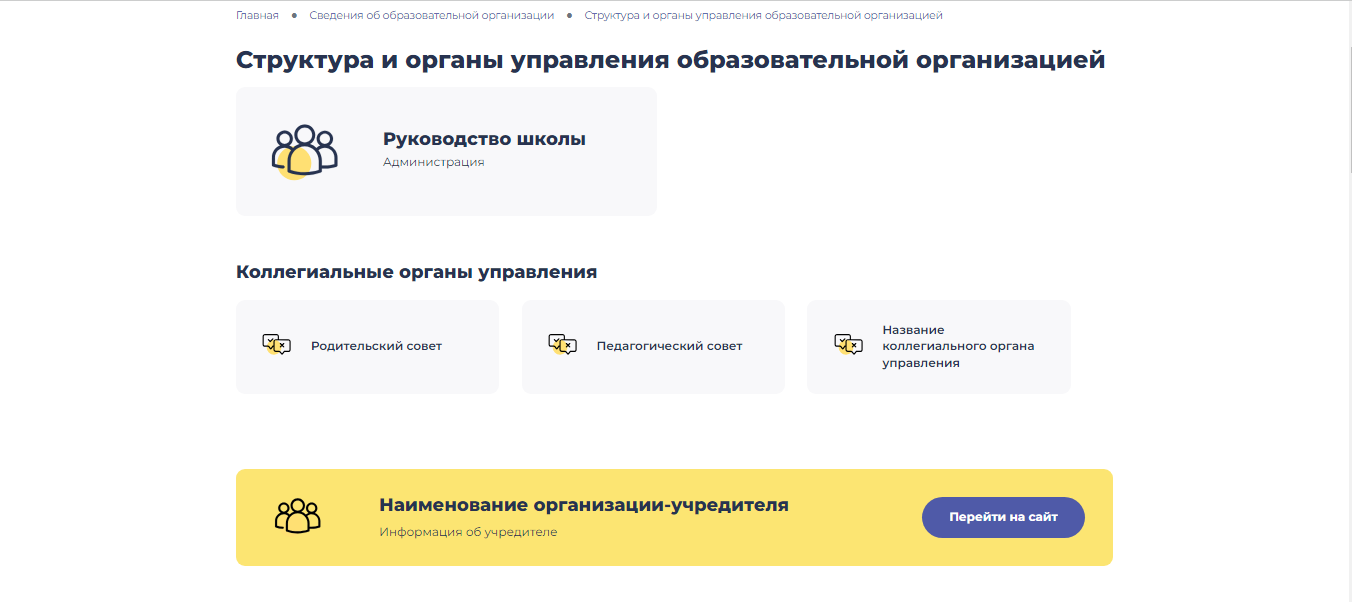 Главная • Сведения об образовательной организации • Структура и органы управления образовательной организацией
Структура и органы управления образовательной организацией
Руководство школы
Администрация
Коллегиальные органы управления
Родительский совет
Педагогический совет
Название
коллегиального органа
управления
Наименование организации-учредителя
Информация об учредителе
Перейти на сайт